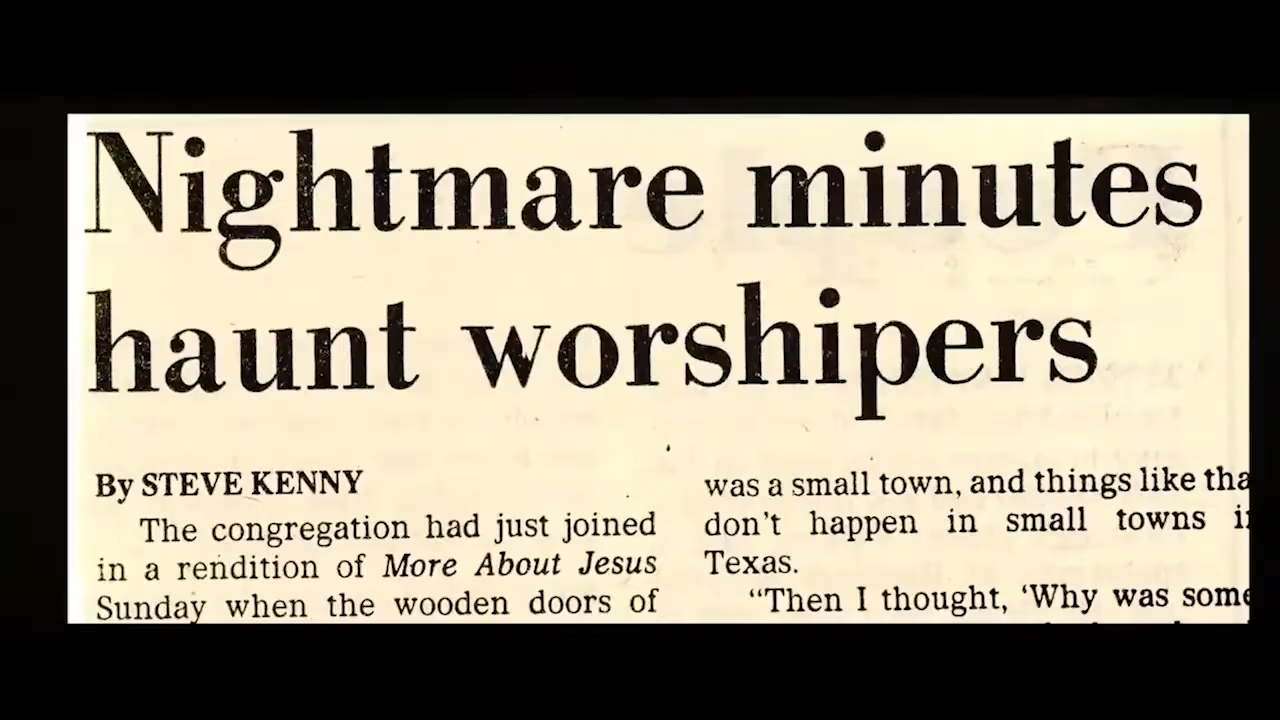 Nightmare minutes
haunt worshipers
By STEVE KENNY
The congregation had just joined
in a rendition of More About Jesus
Sunday when the wooden doors of
was a small town, and things like
don't happen in small towns
Texas.
"Then I thought, 'Why was